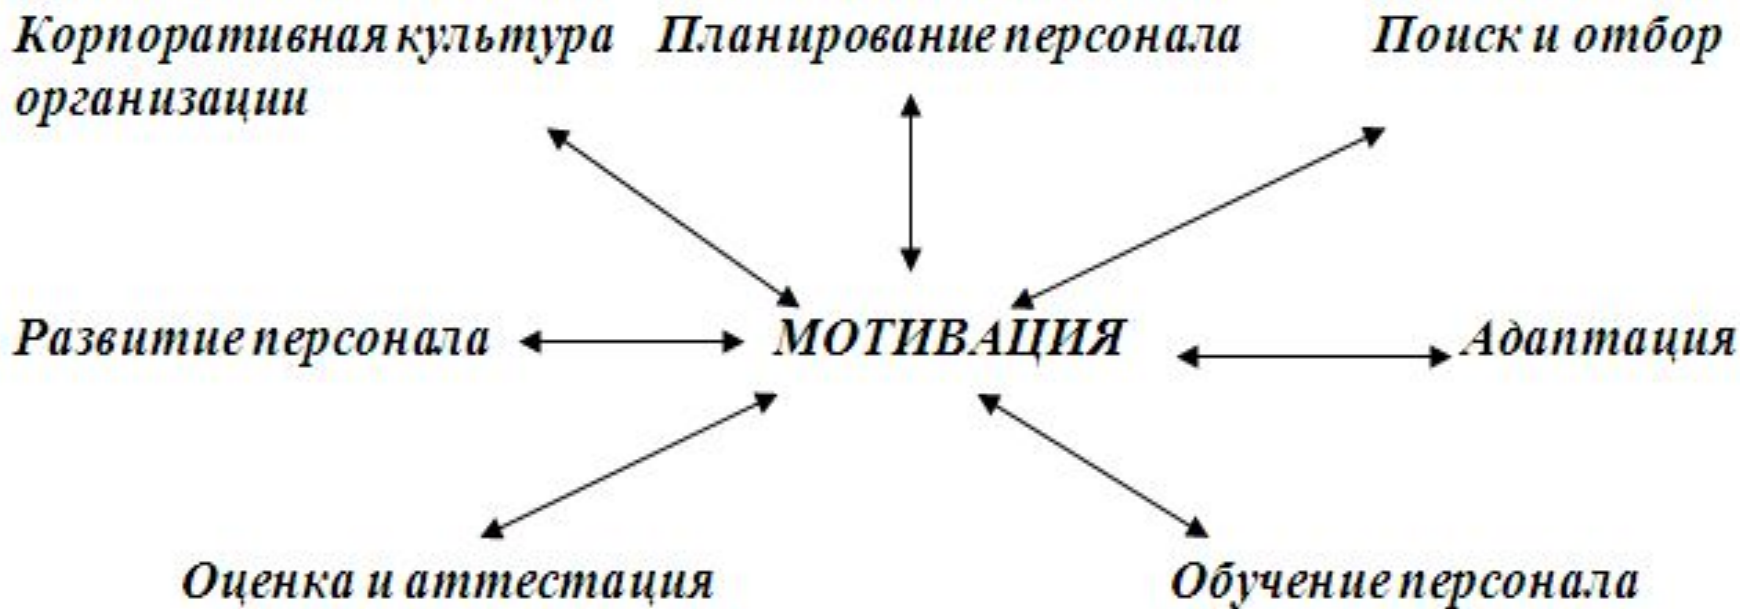 Корпоративная культура организации
Планирование персонала
Поиск и отбор
Развитие персонала
МОТИВАЦИЯ
Адаптация
Оценка и аттестация
Обучение персонала